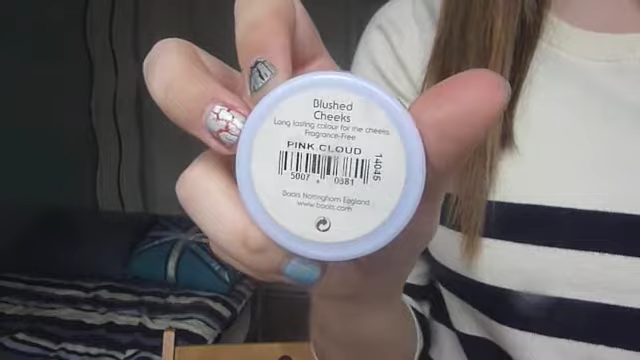 Blushed
Cheeks
Long lasting colour for the cheeks
Fragrance-Free
PINK CLOUD
14045
5007 0581
Boots Nottingham England
www.boots.com